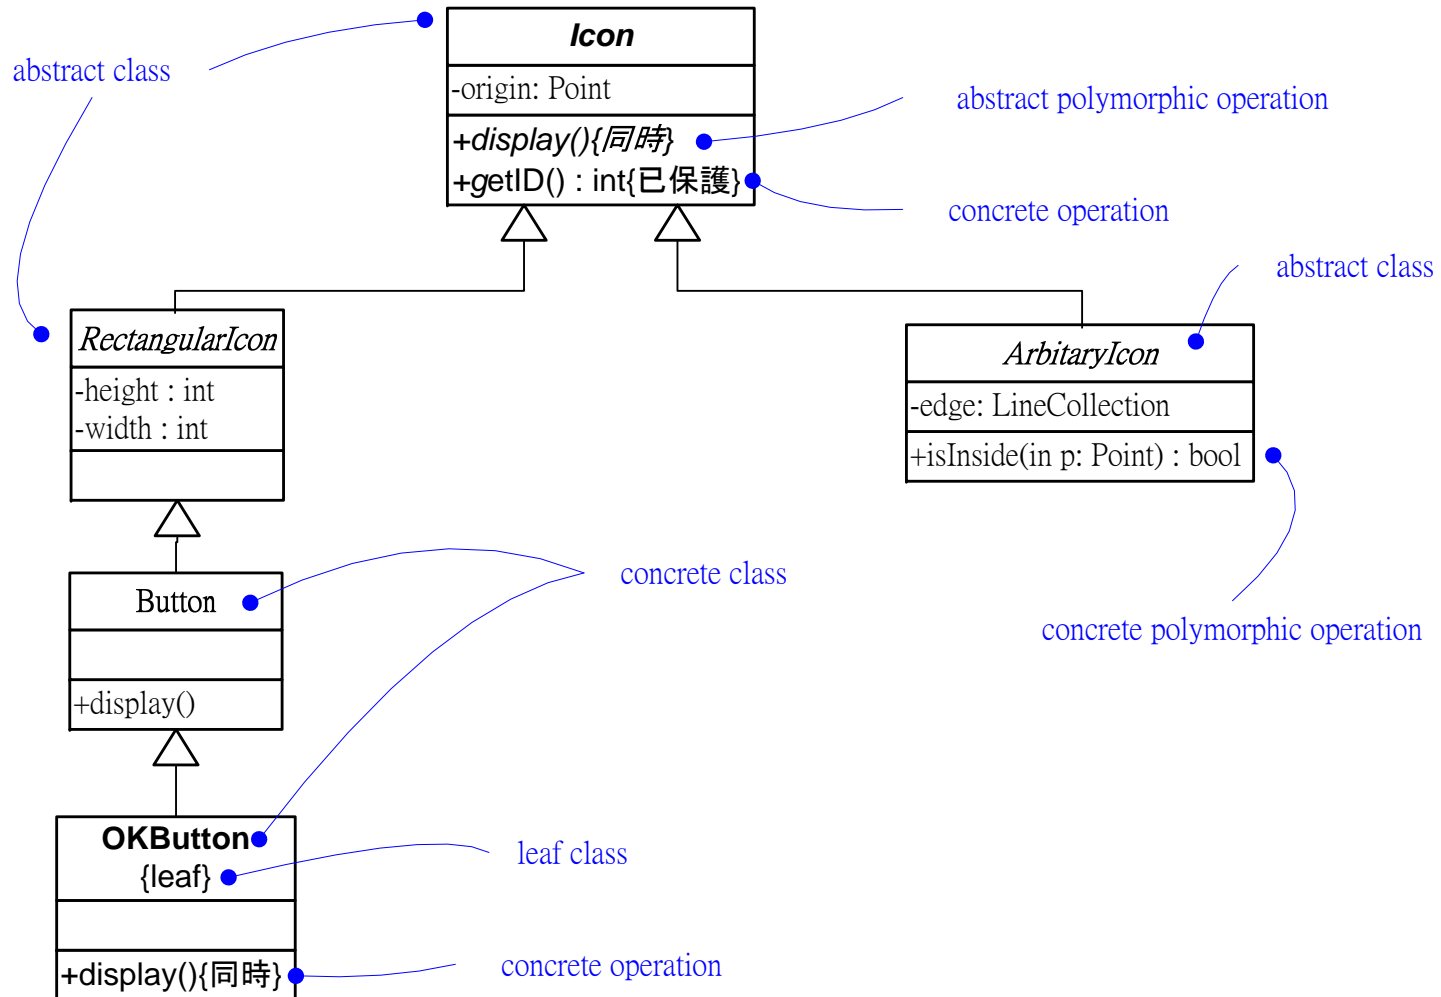 Icon
abstract class
-origin: Point
abstract polymorphic operation
+display(){同時}
+getID() : int{已保護}
concrete operation
abstract class
RectangularIcon
-height : int
-width : int
ArbitaryIcon
-edge: LineCollection
+isInside(in p: Point) : bool
concrete class
Button
concrete polymorphic operation
+display()
OKButton
{leaf}
leaf class
+display(){同時}
concrete operation